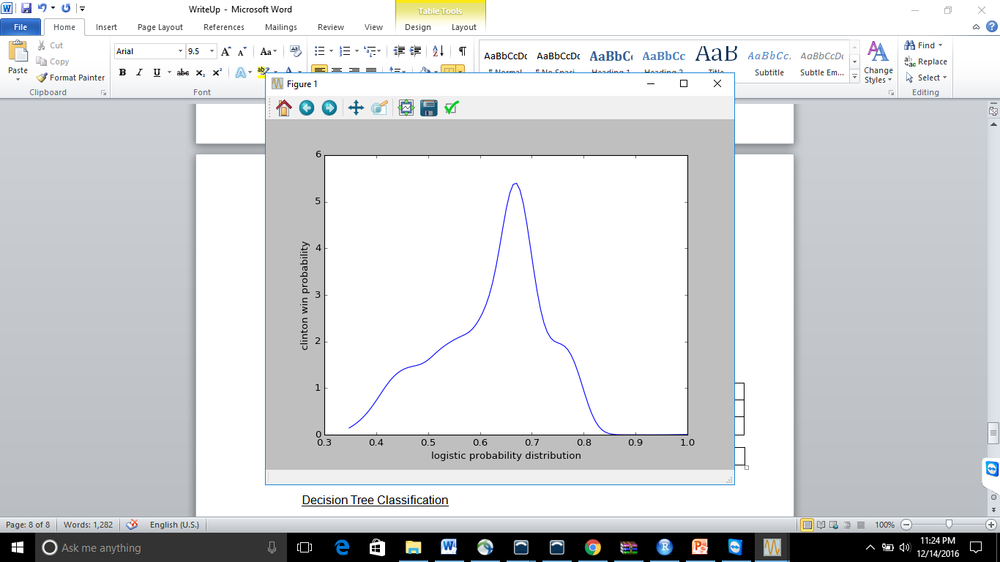 WriteUp - Microsoft Word
Table Tools
File
Home
Insert
Page Layout
References
Mailings
Review
View
Design
Layout
Paste
Cut
Copy
Format Painter
Clipboard
Arial
9.5
Aa
B I U abc x₂ x²
A
Font
AaBbCcDc
AaBbCcDc
AaBbC
AaBbCc
AaB
AaBbCc.
AaBbCcDc
¶ Normal
¶ No Spaci...
Heading 1
Heading 2
Title
Subtitle
Subtle Em...
Change
Styles
Find
Replace
Select
Editing
Figure 1
6
5
4
3
2
1
0
clinton win probability
0.3 0.4 0.5 0.6 0.7 0.8 0.9 1.0
logistic probability distribution
Decision Tree Classification
Page: 8 of 8
Words: 1,282
English (U.S.)
100%
Ask me anything
11:24 PM
12/14/2016